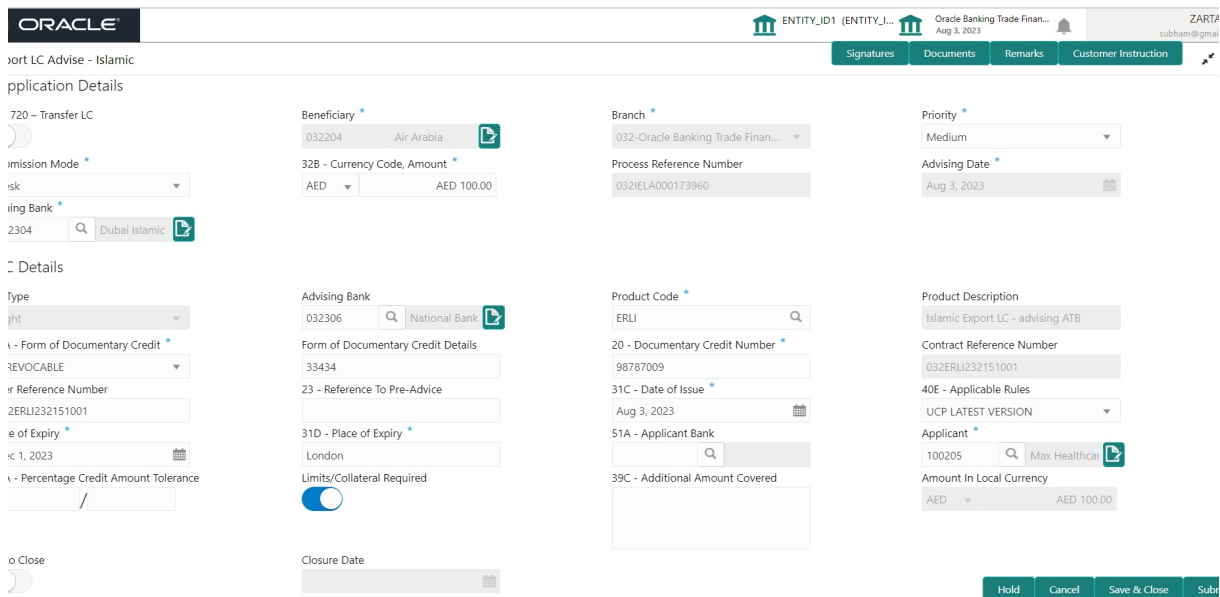 ORACLE
ENTITY_ID1 (ENTITY_I...
Oracle Banking Trade Finan...
Aug 3, 2023
ZARTA
subham@gmai
ort LC Advise - Islamic
Signatures
Documents
Remarks
Customer Instruction
pplication Details
720 – Transfer LC
Beneficiary *
Branch *
Priority *
032204 Air Arabia
032-Oracle Banking Trade Finan...
Medium
omission Mode *
32B - Currency Code, Amount *
Process Reference Number
Advising Date *
esk
AED AED 100.00
032IELA000173960
Aug 3, 2023
uing Bank *
2304 Dubai Islamic
C Details
Type
Advising Bank
Product Code *
Product Description
ght
032306 National Bank
ERLI
Islamic Export LC - advising ATB
A - Form of Documentary Credit *
Form of Documentary Credit Details
20 - Documentary Credit Number *
Contract Reference Number
REVOCABLE
33434
98787009
032ERLI232151001
er Reference Number
23 - Reference To Pre-Advice
31C - Date of Issue *
40E - Applicable Rules
2ERLI232151001
Aug 3, 2023
UCP LATEST VERSION
e of Expiry *
31D - Place of Expiry *
51A - Applicant Bank
Applicant *
ec 1, 2023
London
100205 Max Healthcar
A - Percentage Credit Amount Tolerance
Limits/Collateral Required
39C - Additional Amount Covered
Amount In Local Currency
/
AED AED 100.00
o Close
Closure Date
Hold
Cancel
Save & Close
Subr